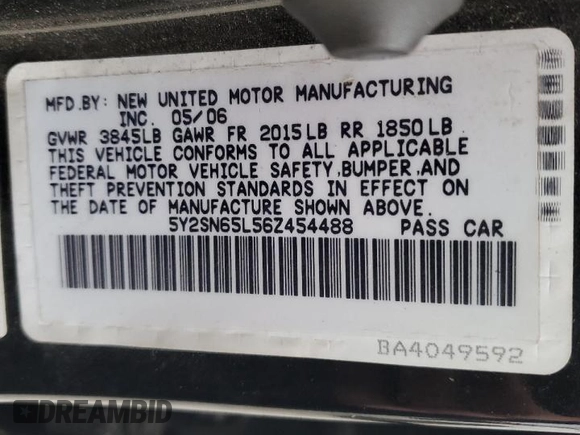 MFD.BY: NEW UNITED MOTOR MANUFACTURING
INC. 05/06
GVWR 3845LB GAWR FR 2015LB RR 1850LB
THIS VEHICLE CONFORMS TO ALL APPLICABLE
FEDERAL MOTOR VEHICLE SAFETY,BUMPER,AND
THEFT PREVENTION STANDARDS IN EFFECT ON
THE DATE OF MANUFACTURE SHOWN ABOVE.
5Y2SN65L56Z454488 PASS CAR
BA4049592
DREAMBID